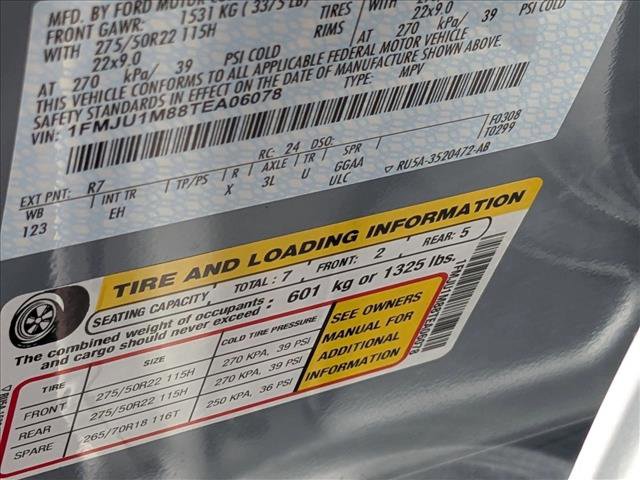 MFD. BY FORD MOTOR CO
FRONT GAWR: 1531 KG (3375 LB)
WITH 275/50R22 115H TIRES
22x9.0 RIMS 22x9.0
AT 270 kPa/ 39 PSI COLD AT 270 kPa/ 39 PSI COLD
THIS VEHICLE CONFORMS TO ALL APPLICABLE FEDERAL MOTOR VEHICLE
SAFETY STANDARDS IN EFFECT ON THE DATE OF MANUFACTURE SHOWN ABOVE.
1FMJU1M88TEA06078 TYPE: MPV
F0308
T0299
EXT PNT: R7 RC: 24 DSO:
WB INT TR TP/PS R AXLE TR SPR
123 EH X 3L U GGAA
ULC ▽ RU5A-3520472-AB
TIRE AND LOADING INFORMATION
SEATING CAPACITY TOTAL: 7 FRONT: 2 REAR: 5
The combined weight of occupants and cargo should never exceed: 601 kg or 1325 lbs.
TIRE SIZE COLD TIRE PRESSURE
FRONT 275/50R22 115H 270 KPA, 39 PSI
REAR 275/50R22 115H 270 KPA, 39 PSI
SPARE 265/70R18 116T 250 KPA, 36 PSI
SEE OWNERS
MANUAL FOR
ADDITIONAL
INFORMATION
1FMJU1M88TEA06078